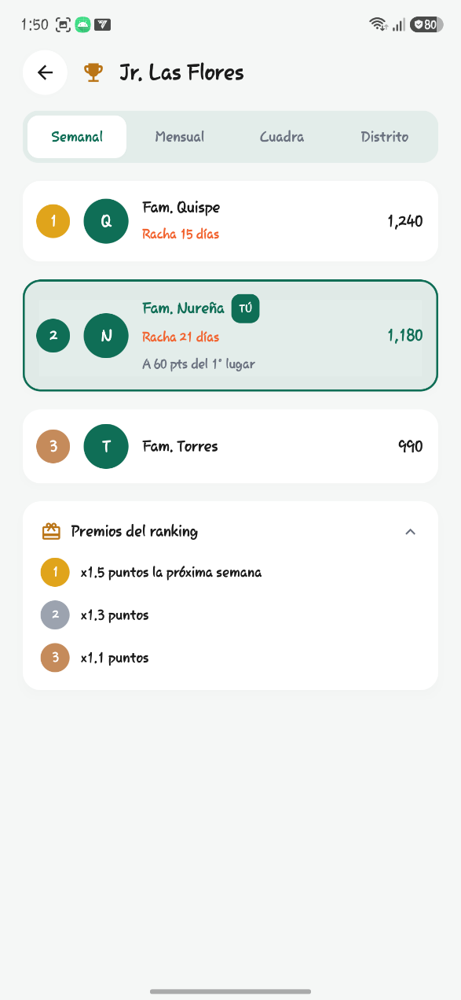 1:50
80
Jr. Las Flores
Semanal Mensual Cuadra Distrito
1 Q Fam. Quispe 1,240
Racha 15 días
Fam. Nureña TÚ
2 N Racha 21 días 1,180
A 60 pts del 1° lugar
3 T Fam. Torres 990
Premios del ranking
1 x1.5 puntos la próxima semana
2 x1.3 puntos
3 x1.1 puntos